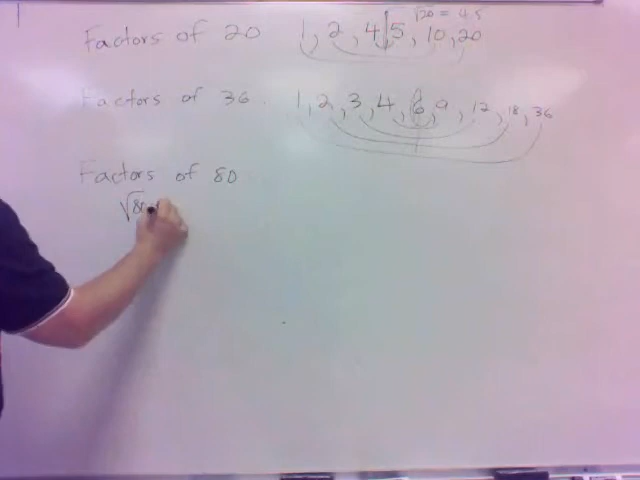 √20 = 4.5
Factors of 20 1, 2, 4, 5, 10, 20
Factors of 36 1, 2, 3, 4, 6, 9, 12, 18, 36
Factors of 80
√80